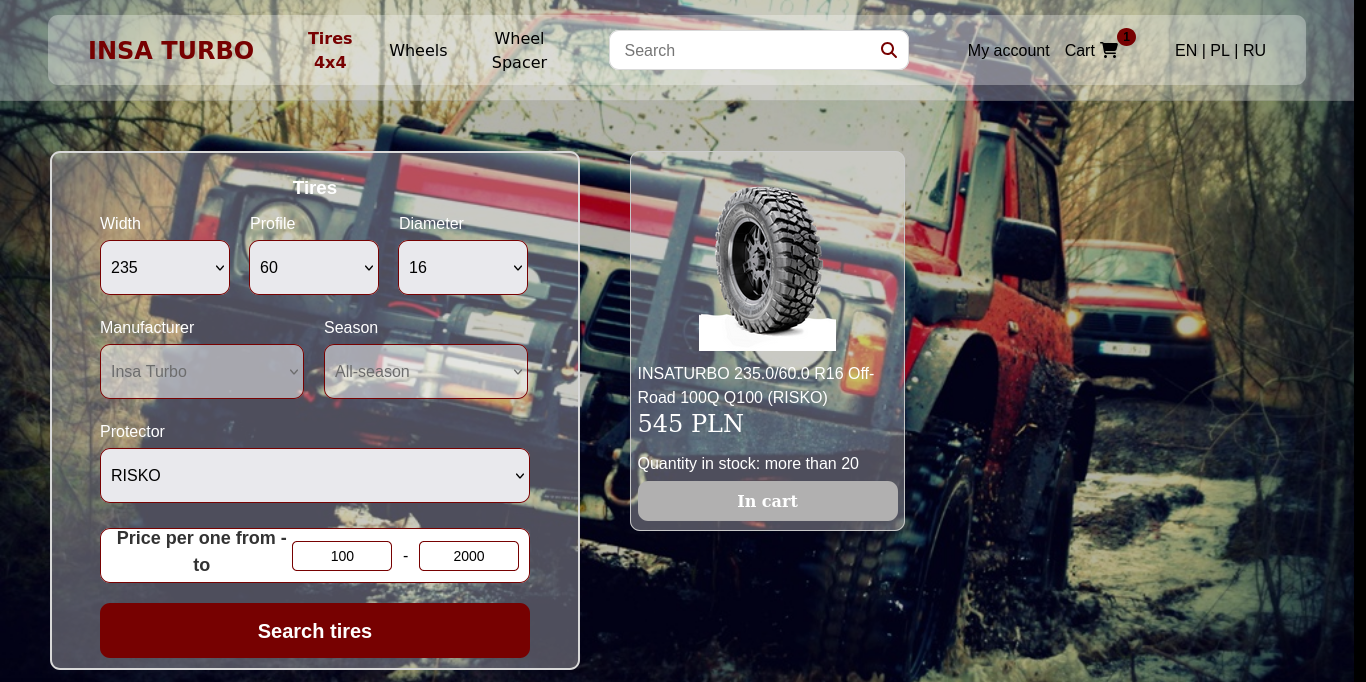 INSA TURBO
Tires
4x4
Wheels
Wheel
Spacer
Search
My account
Cart
1
EN | PL | RU
Tires
Width
Profile
Diameter
235
60
16
Manufacturer
Season
Insa Turbo
All-season
Protector
RISKO
Price per one from -
to
100
-
2000
Search tires
INSATURBO 235.0/60.0 R16 Off-
Road 100Q Q100 (RISKO)
545 PLN
Quantity in stock: more than 20
In cart